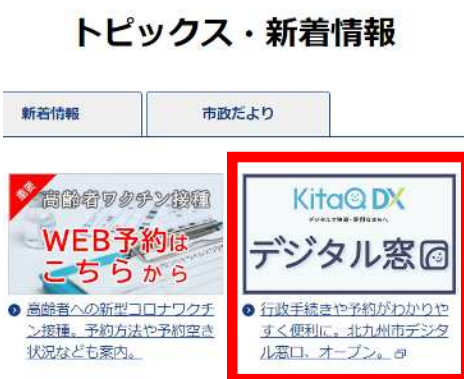 トピックス・新着情報
新着情報
市政だより
重要
高齢者ワクチン接種
WEB予約は
こちらから
高齢者への新型コロナワクチ
ン接種。予約方法や予約空き
状況なども案内。
KitaQ DX
デジタル窓口
行政手続きや予約がわかりや
すく便利に。北九州市デジタ
ル窓口、オープン。